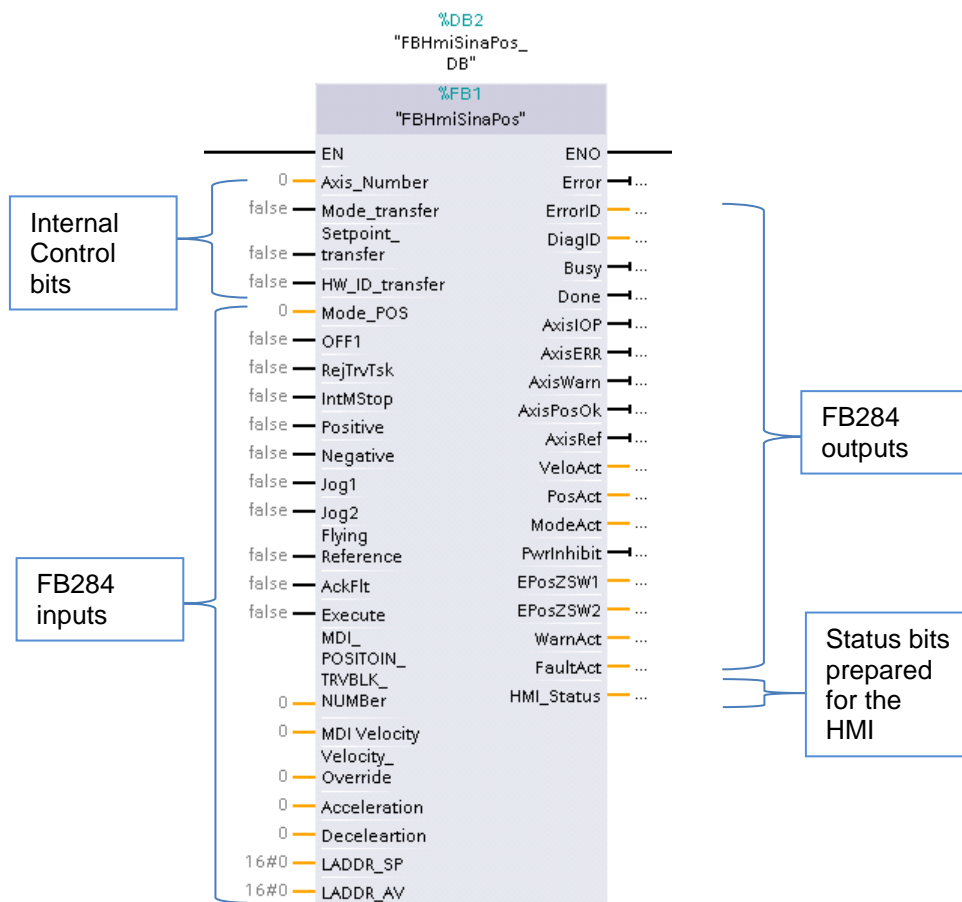 %DB2
"FBHmiSinaPos_
DB"
%FB1
"FBHmiSinaPos"
EN
ENO
0 Axis_Number
Error ...
false Mode_transfer
ErrorID ...
Setpoint_
false transfer
DiagID ...
false HW_ID_transfer
Busy ...
0 Mode_POS
Done ...
false OFF1
AxisIOP ...
false RejTrvTsk
AxisERR ...
false IntMStop
AxisWarn ...
false Positive
AxisPosOk ...
false Negative
AxisRef ...
false Jog1
VeloAct ...
false Jog2
PosAct ...
Flying
false Reference
ModeAct ...
false AckFlt
PwrInhibit ...
false Execute
EPosZSW1 ...
MDI_
POSITOIN_
TRVBLK_
0 NUMBer
EPosZSW2 ...
WarnAct ...
FaultAct ...
HMI_Status ...
0 MDI Velocity
Velocity_
0 Override
0 Acceleration
0 Deceleartion
16#0 LADDR_SP
16#0 LADDR_AV
Internal
Control
bits
FB284
inputs
FB284
outputs
Status bits
prepared
for the
HMI